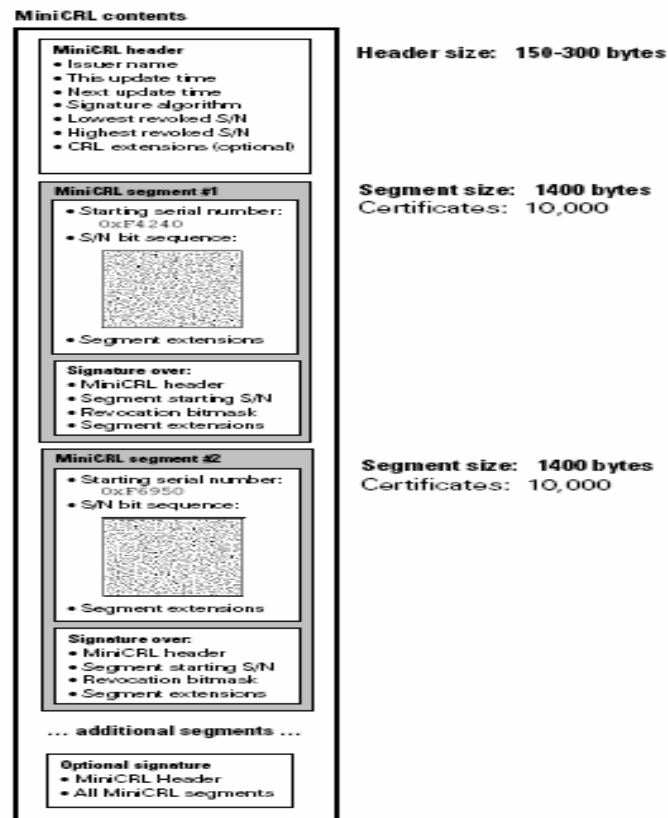 MiniCRL contents
MiniCRL header
• Issuer name
• This update time
• Next update time
• Signature algorithm
• Lowest revoked S/N
• Highest revoked S/N
• CRL extensions (optional)
Header size: 150-300 bytes
MiniCRL segment #1
• Starting serial number:
0xF4240
• S/N bit sequence:
• Segment extensions
Signature over:
• MiniCRL header
• Segment starting S/N
• Revocation bitmask
• Segment extensions
Segment size: 1400 bytes
Certificates: 10,000
MiniCRL segment #2
• Starting serial number:
0xF6950
• S/N bit sequence:
• Segment extensions
Signature over:
• MiniCRL header
• Segment starting S/N
• Revocation bitmask
• Segment extensions
Segment size: 1400 bytes
Certificates: 10,000
... additional segments ...
Optional signature
• MiniCRL Header
• All MiniCRL segments